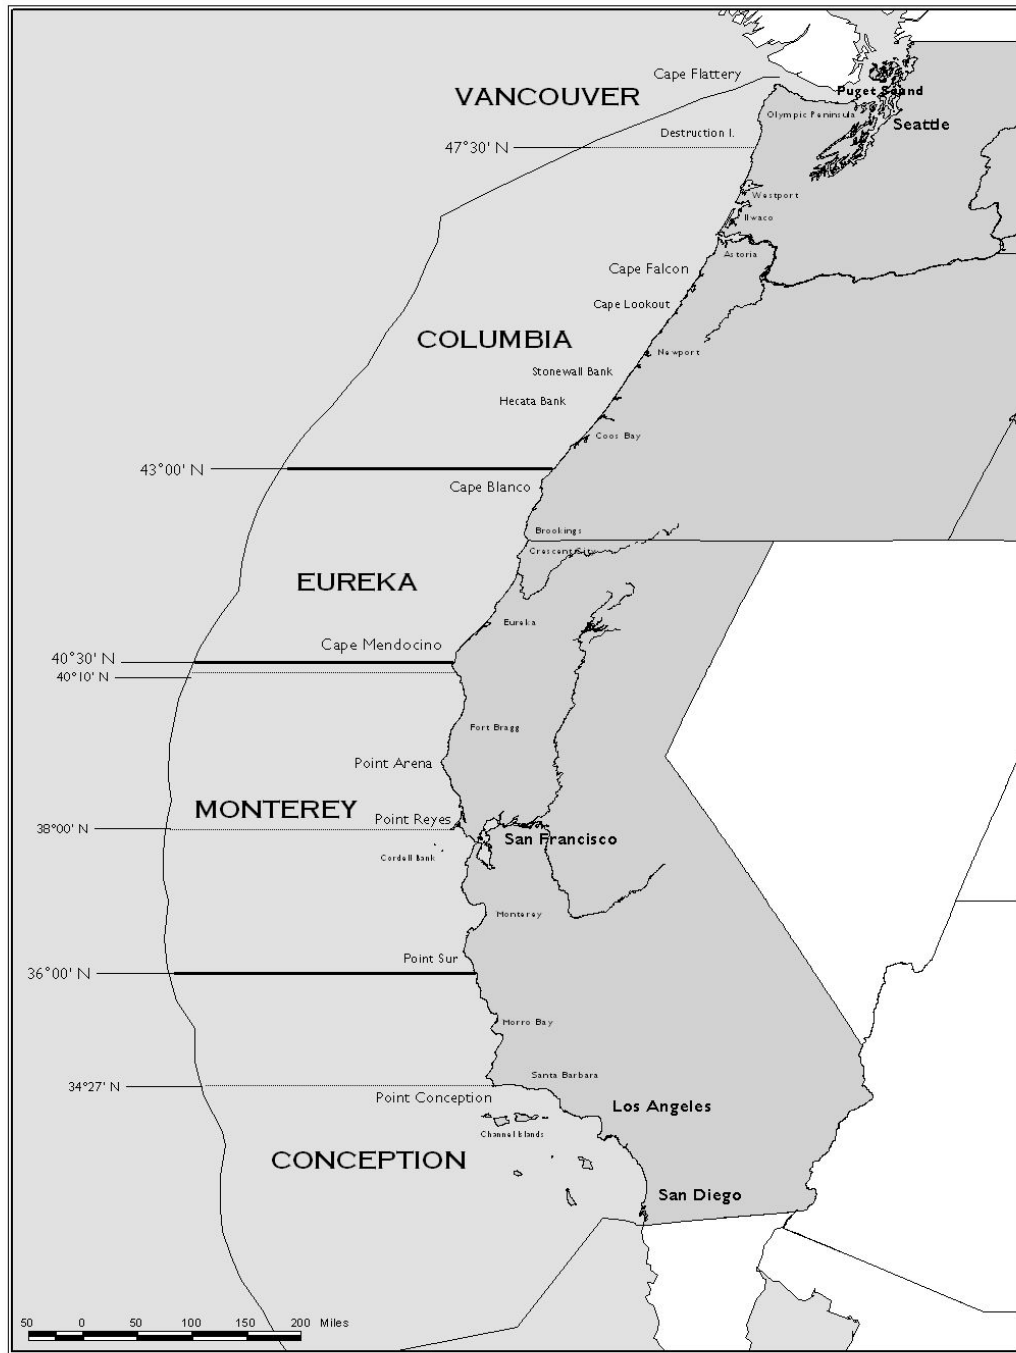 Cape Flattery
VANCOUVER
Puget Sound
Olympic Peninsula
Seattle
Destruction I.
47°30' N
Westport
Ilwaco
Astoria
Cape Falcon
Cape Lookout
COLUMBIA
Newport
Stonewall Bank
Hecata Bank
Coos Bay
43°00' N
Cape Blanco
Brookings
Crescent City
EUREKA
Eureka
Cape Mendocino
40°30' N
40°10' N
Fort Bragg
Point Arena
MONTEREY
Point Reyes
38°00' N
San Francisco
Cordell Bank
Monterey
Point Sur
36°00' N
Morro Bay
Santa Barbara
34°27' N
Point Conception
Los Angeles
Channel Islands
CONCEPTION
San Diego
50 0 50 100 150 200 Miles